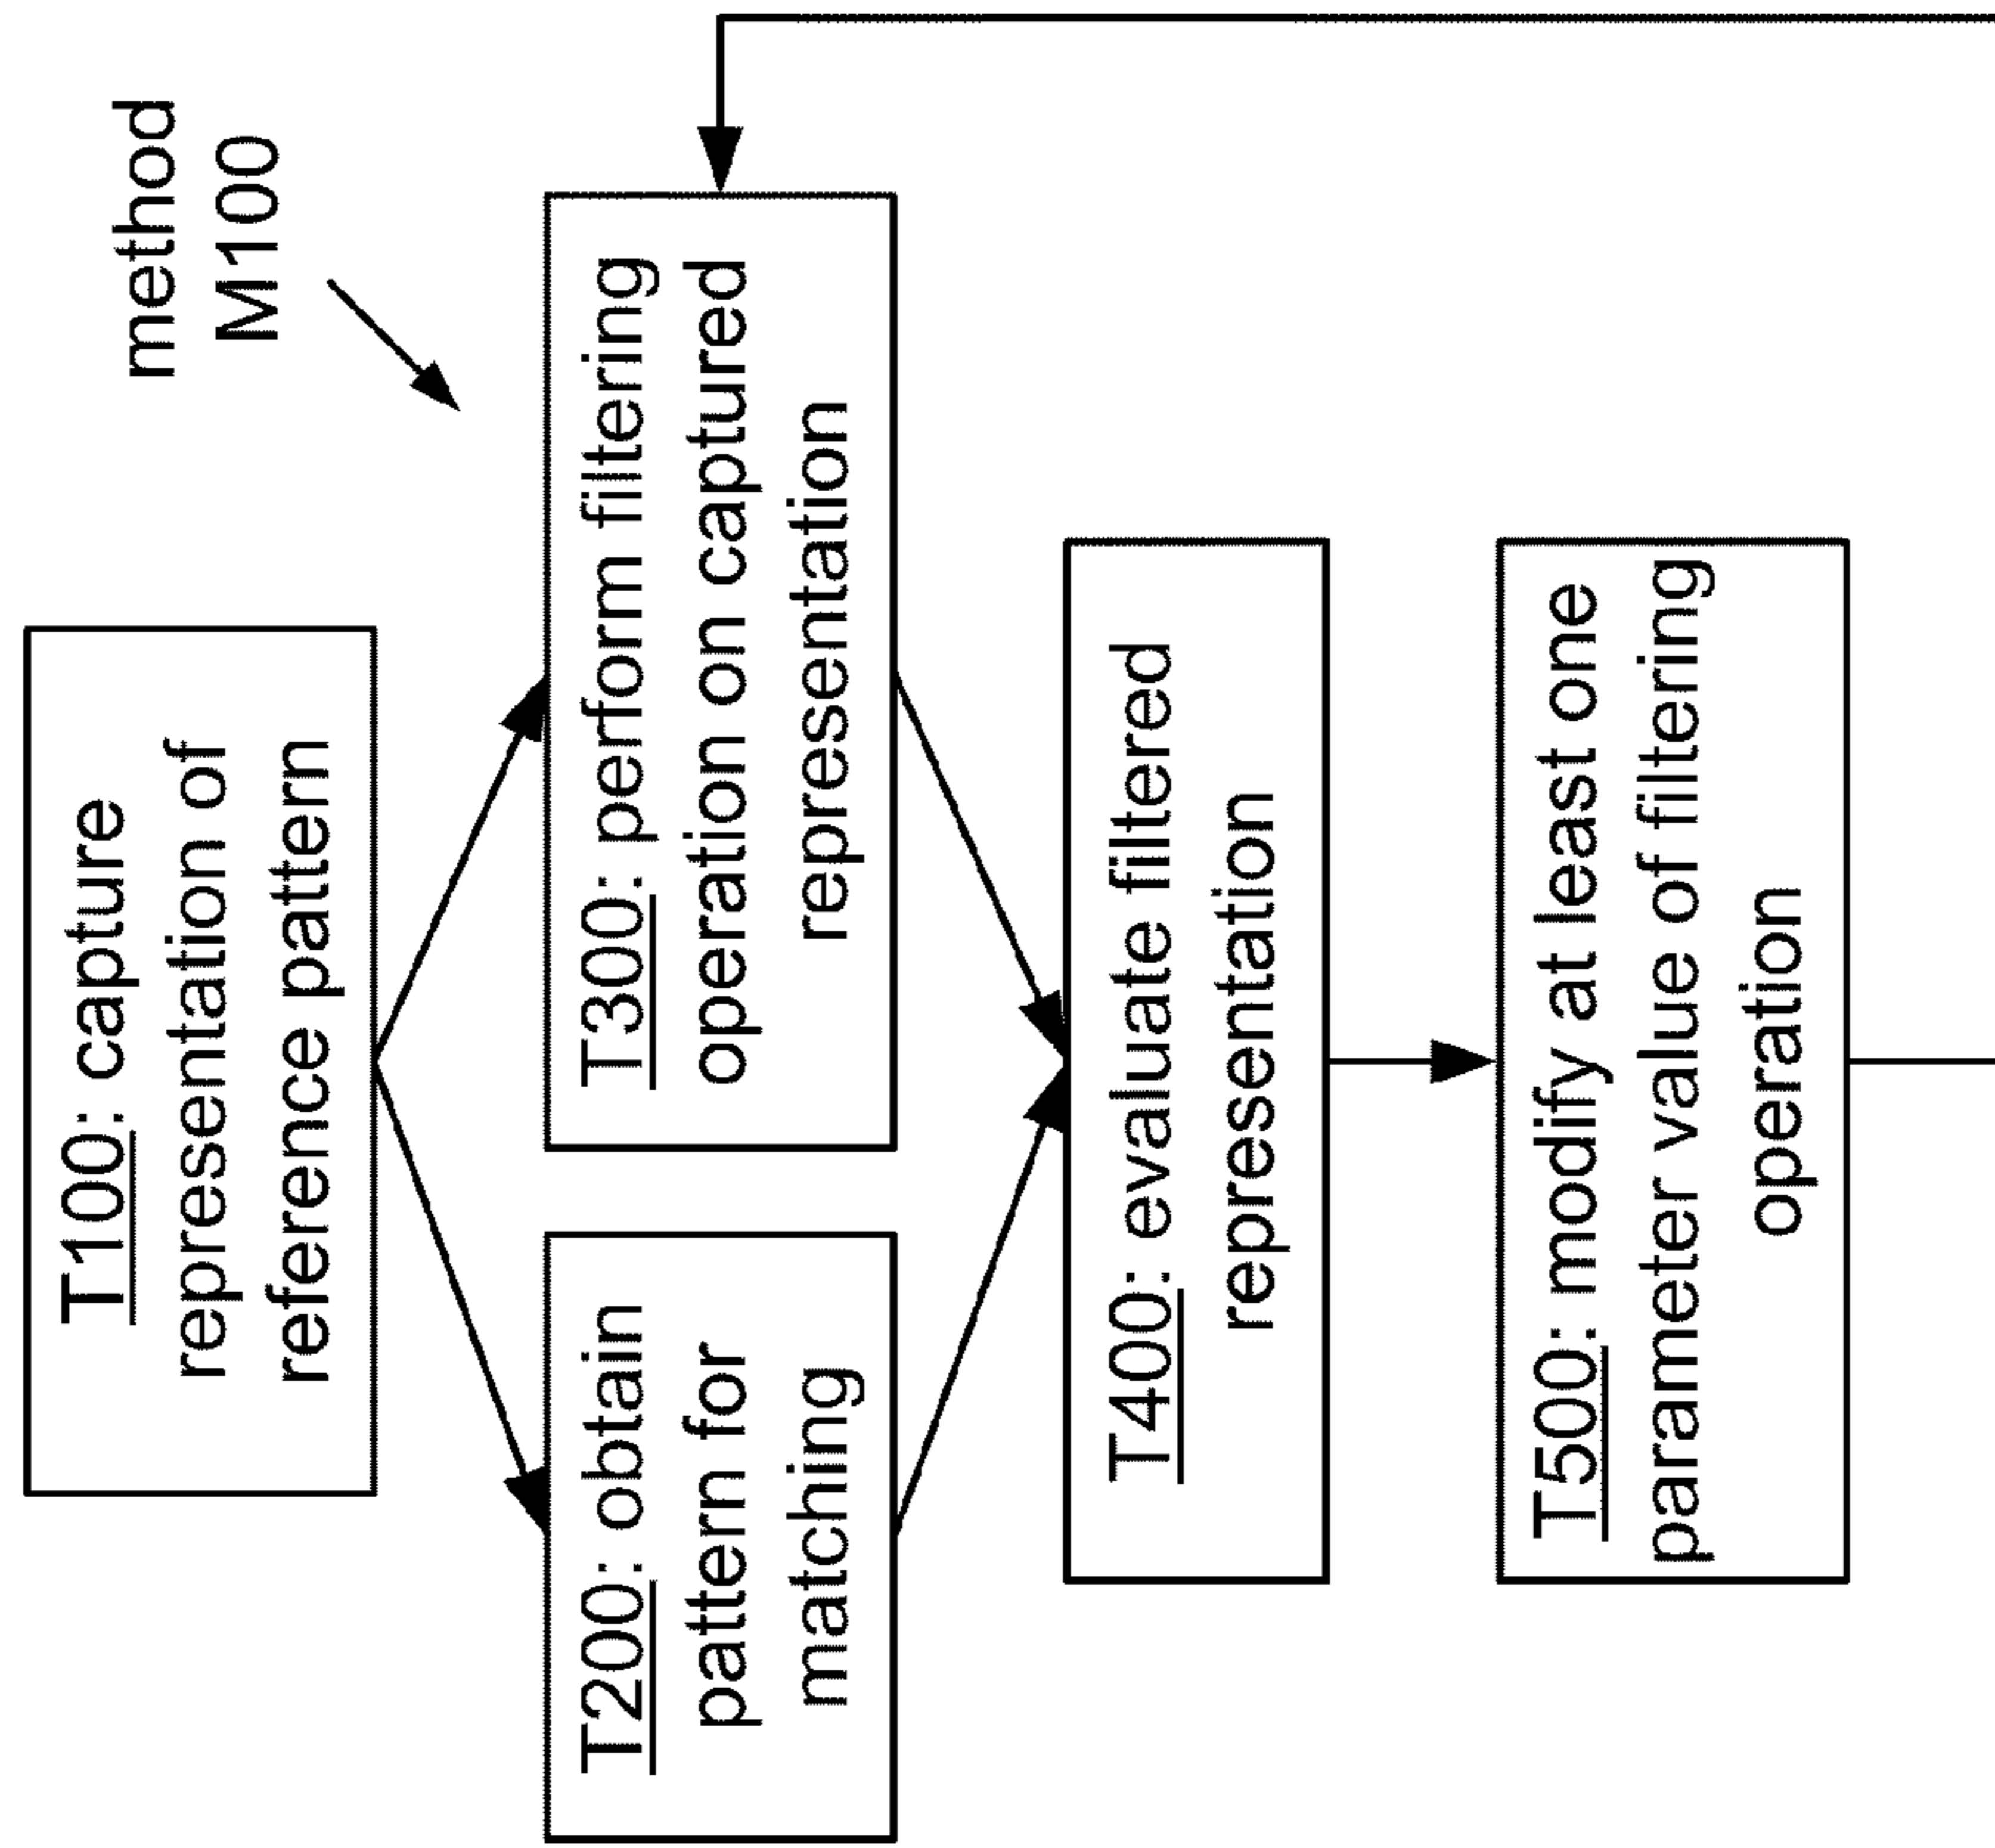 method
M100
T100: capture
representation of
reference pattern
T200: obtain
pattern for
matching
T300: perform filtering
operation on captured
representation
T400: evaluate filtered
representation
T500: modify at least one
parameter value of filtering
operation